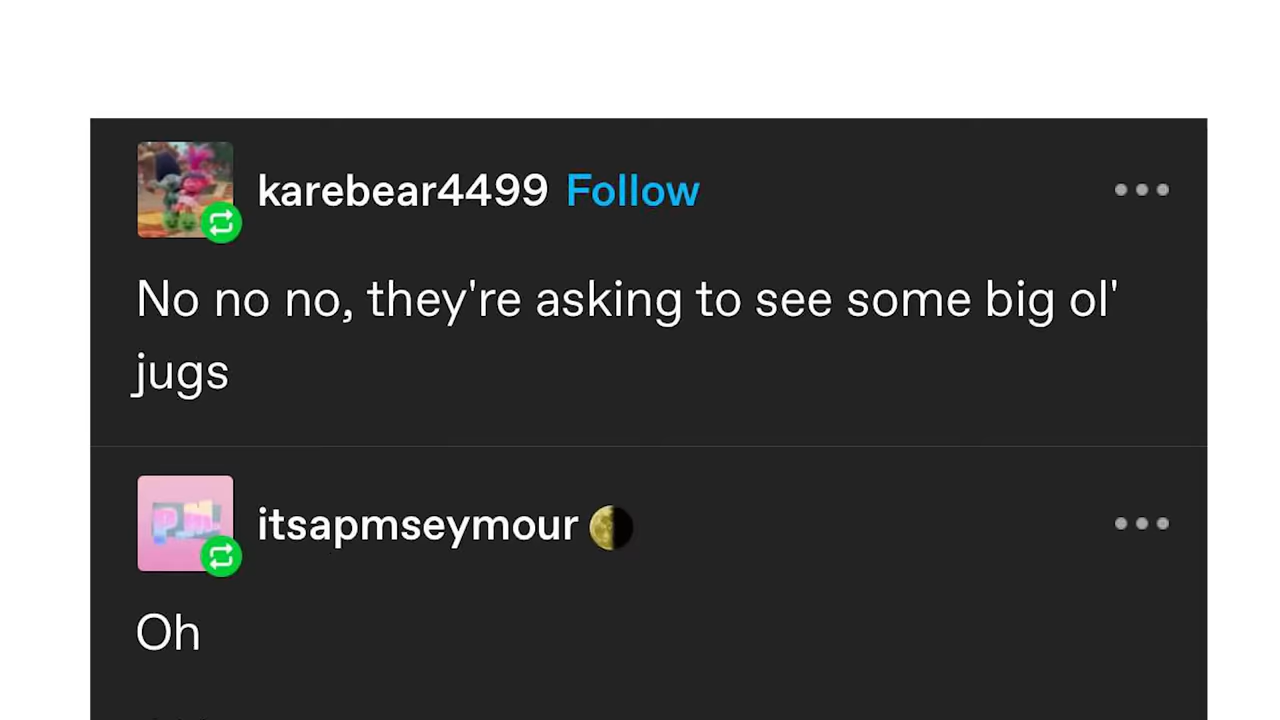 karebear4499 Follow
No no no, they're asking to see some big ol'
jugs
P.M.
itsapmseymour
Oh